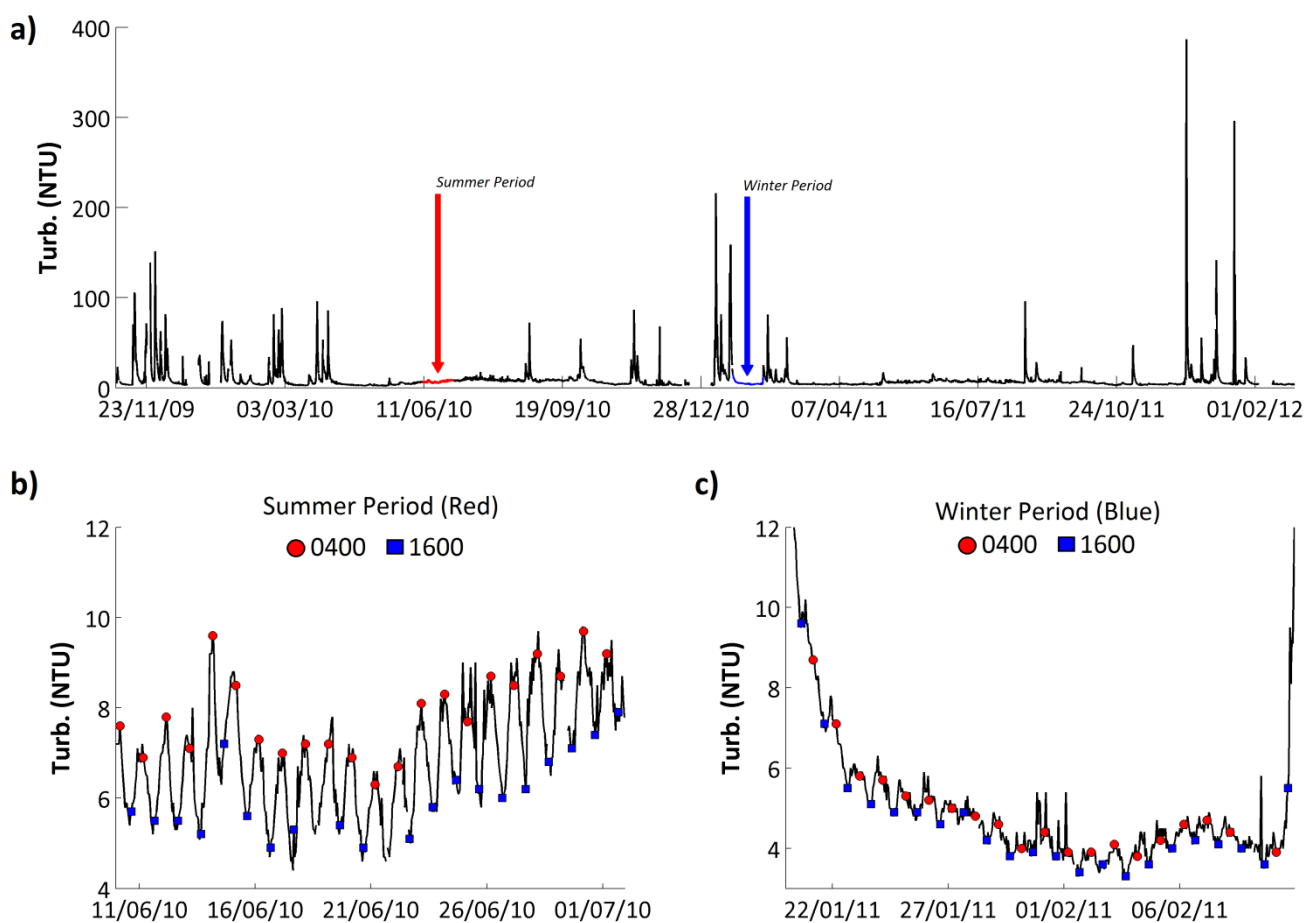 a)
400
300
200
100
0
Turb. (NTU)
Summer Period
Winter Period
23/11/09 03/03/10 11/06/10 19/09/10 28/12/10 07/04/11 16/07/11 24/10/11 01/02/12
b)
Summer Period (Red)
0400 1600
12
10
8
6
4
Turb. (NTU)
11/06/10 16/06/10 21/06/10 26/06/10 01/07/10
c)
Winter Period (Blue)
0400 1600
12
10
8
6
4
Turb. (NTU)
22/01/11 27/01/11 01/02/11 06/02/11